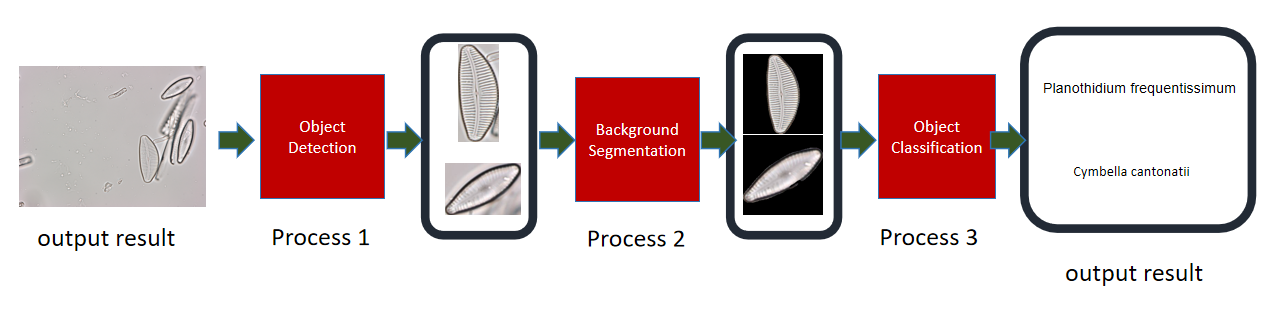 output result
Object
Detection
Process 1
Background
Segmentation
Process 2
Object
Classification
Process 3
Planothidium frequentissimum
Cymbella cantonatii
output result